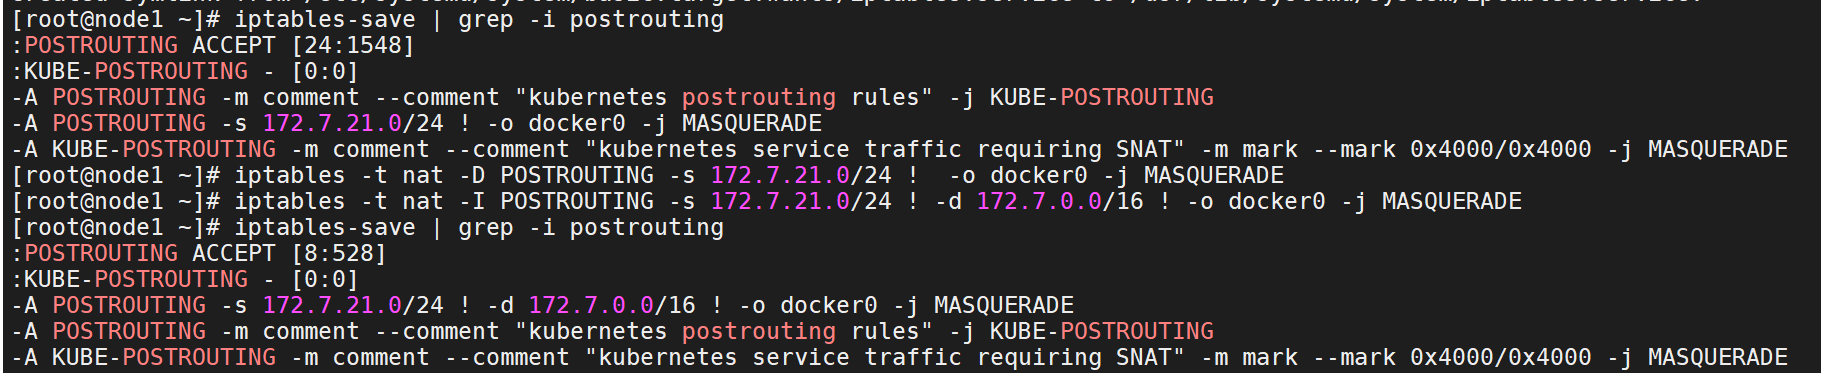 [root@node1 ~]# iptables-save | grep -i postrouting
:POSTROUTING ACCEPT [24:1548]
:KUBE-POSTROUTING - [0:0]
-A POSTROUTING -m comment --comment "kubernetes postrouting rules" -j KUBE-POSTROUTING
-A POSTROUTING -s 172.7.21.0/24 ! -o docker0 -j MASQUERADE
-A KUBE-POSTROUTING -m comment --comment "kubernetes service traffic requiring SNAT" -m mark --mark 0x4000/0x4000 -j MASQUERADE
[root@node1 ~]# iptables -t nat -D POSTROUTING -s 172.7.21.0/24 !  -o docker0 -j MASQUERADE
[root@node1 ~]# iptables -t nat -I POSTROUTING -s 172.7.21.0/24 ! -d 172.7.0.0/16 ! -o docker0 -j MASQUERADE
[root@node1 ~]# iptables-save | grep -i postrouting
:POSTROUTING ACCEPT [8:528]
:KUBE-POSTROUTING - [0:0]
-A POSTROUTING -s 172.7.21.0/24 ! -d 172.7.0.0/16 ! -o docker0 -j MASQUERADE
-A POSTROUTING -m comment --comment "kubernetes postrouting rules" -j KUBE-POSTROUTING
-A KUBE-POSTROUTING -m comment --comment "kubernetes service traffic requiring SNAT" -m mark --mark 0x4000/0x4000 -j MASQUERADE